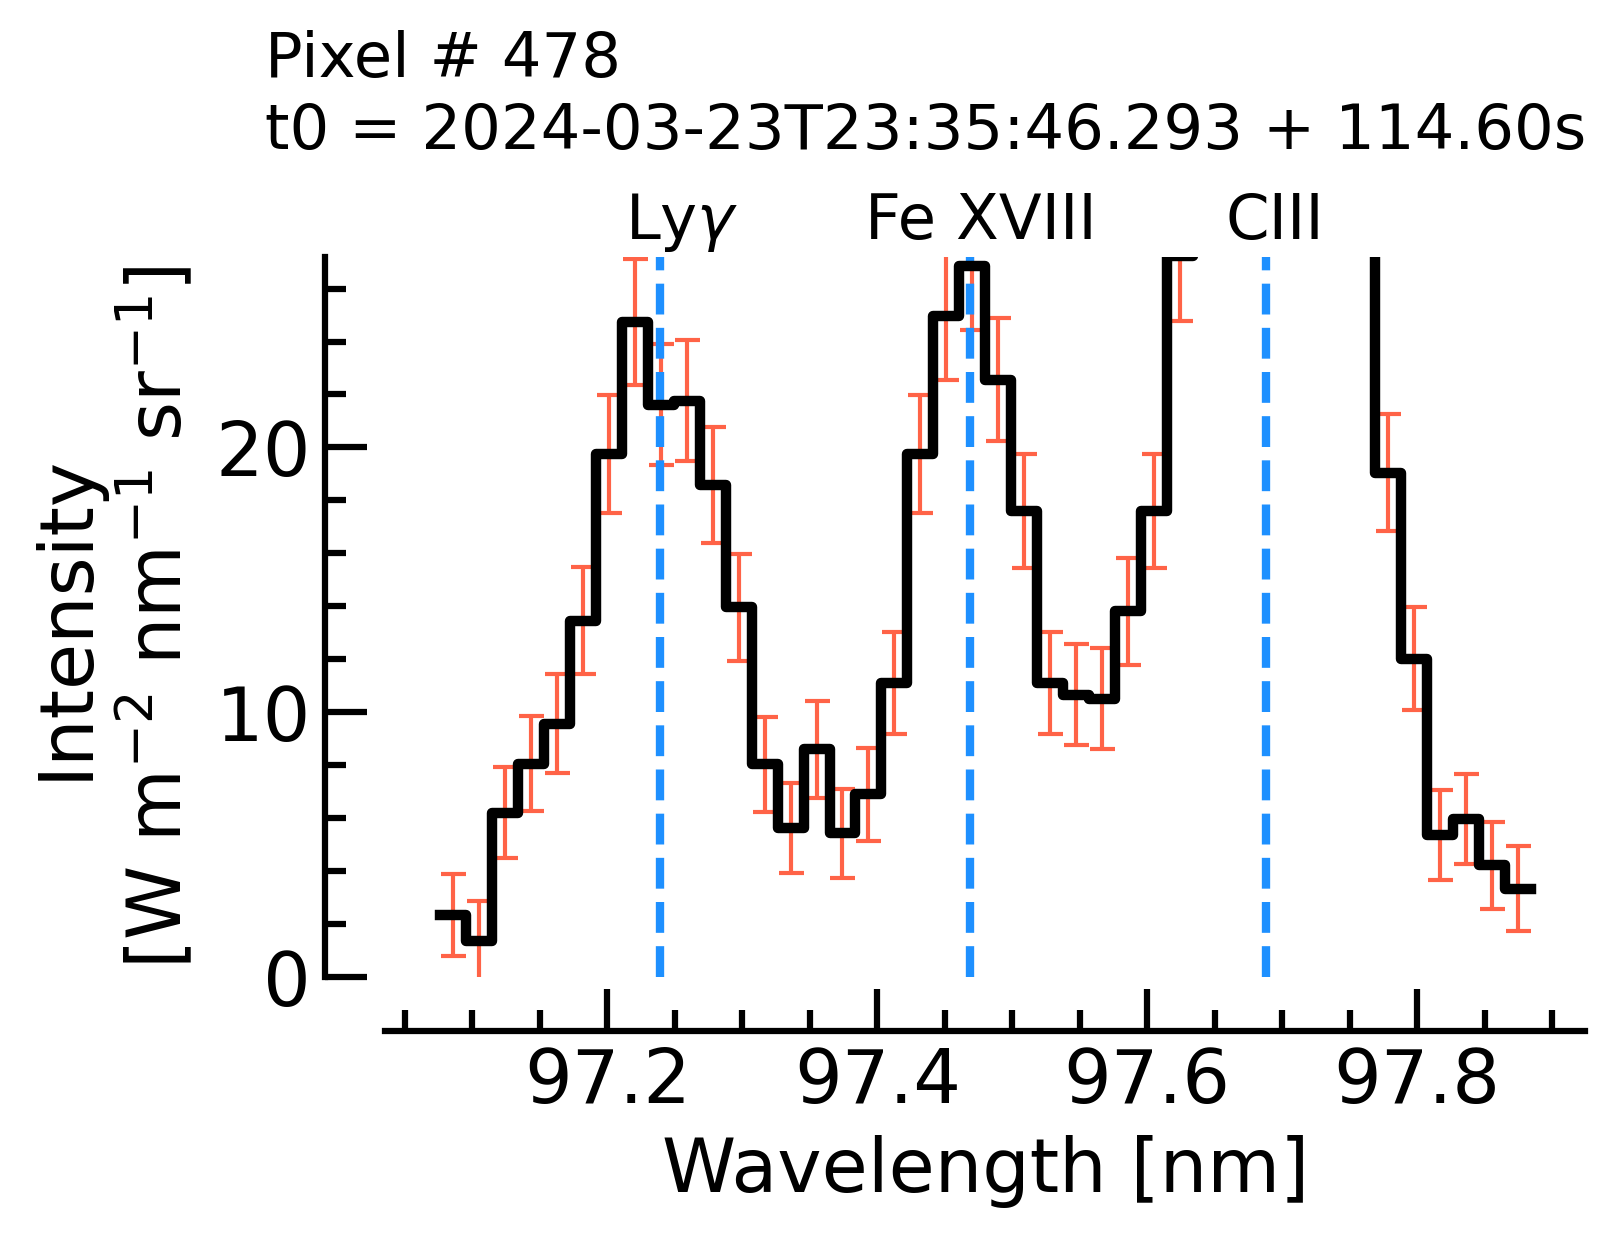 Pixel # 478
t0 = 2024-03-23T23:35:46.293 + 114.60s
Lyγ Fe XVIII CIII
Intensity
[W m⁻² nm⁻¹ sr⁻¹]
20
10
0
97.2 97.4 97.6 97.8
Wavelength [nm]